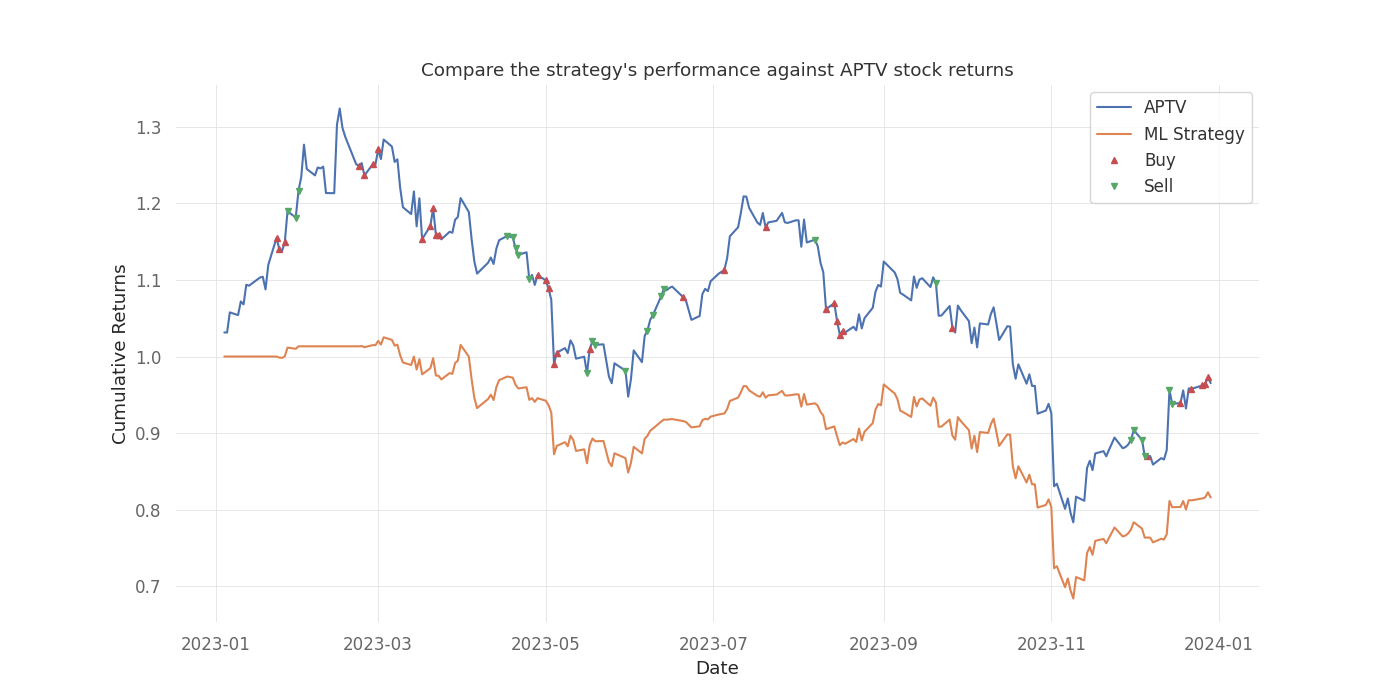 Compare the strategy's performance against APTV stock returns
APTV
ML Strategy
Buy
Sell
Cumulative Returns
1.3
1.2
1.1
1.0
0.9
0.8
0.7
2023-01
2023-03
2023-05
2023-07
2023-09
2023-11
2024-01
Date